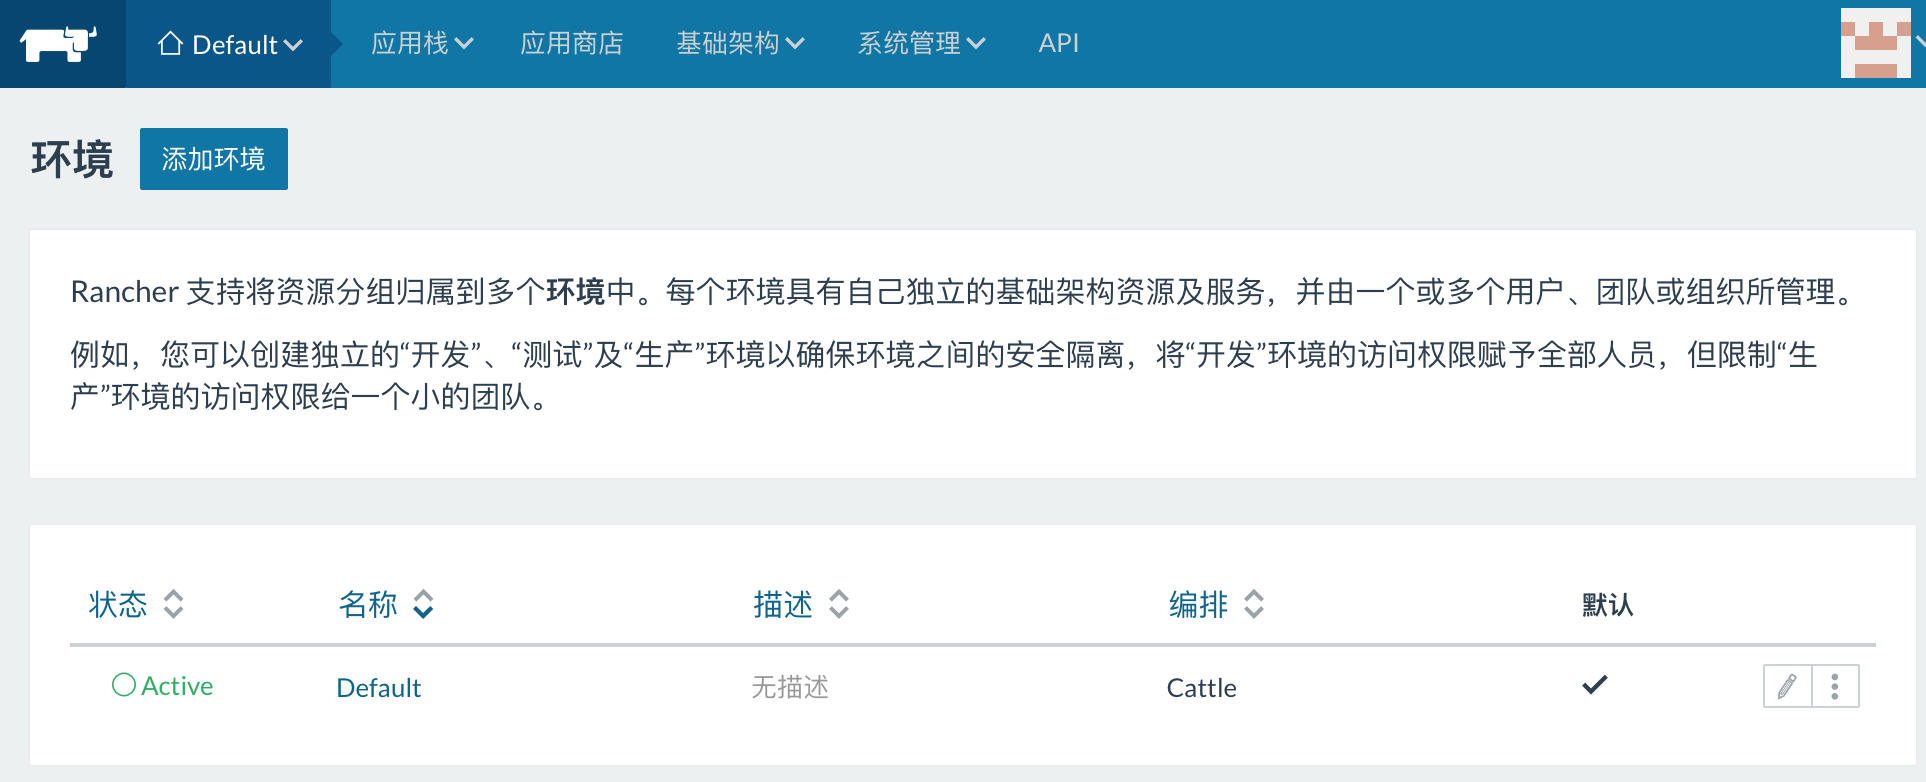 Default 应用栈 应用商店 基础架构 系统管理 API
环境 添加环境
Rancher 支持将资源分组归属到多个环境中。每个环境具有自己独立的基础架构资源及服务，并由一个或多个用户、团队或组织所管理。
例如，您可以创建独立的“开发”、“测试”及“生产”环境以确保环境之间的安全隔离，将“开发”环境的访问权限赋予全部人员，但限制“生
产”环境的访问权限给一个小的团队。
状态 名称 描述 编排 默认
Active Default 无描述 Cattle